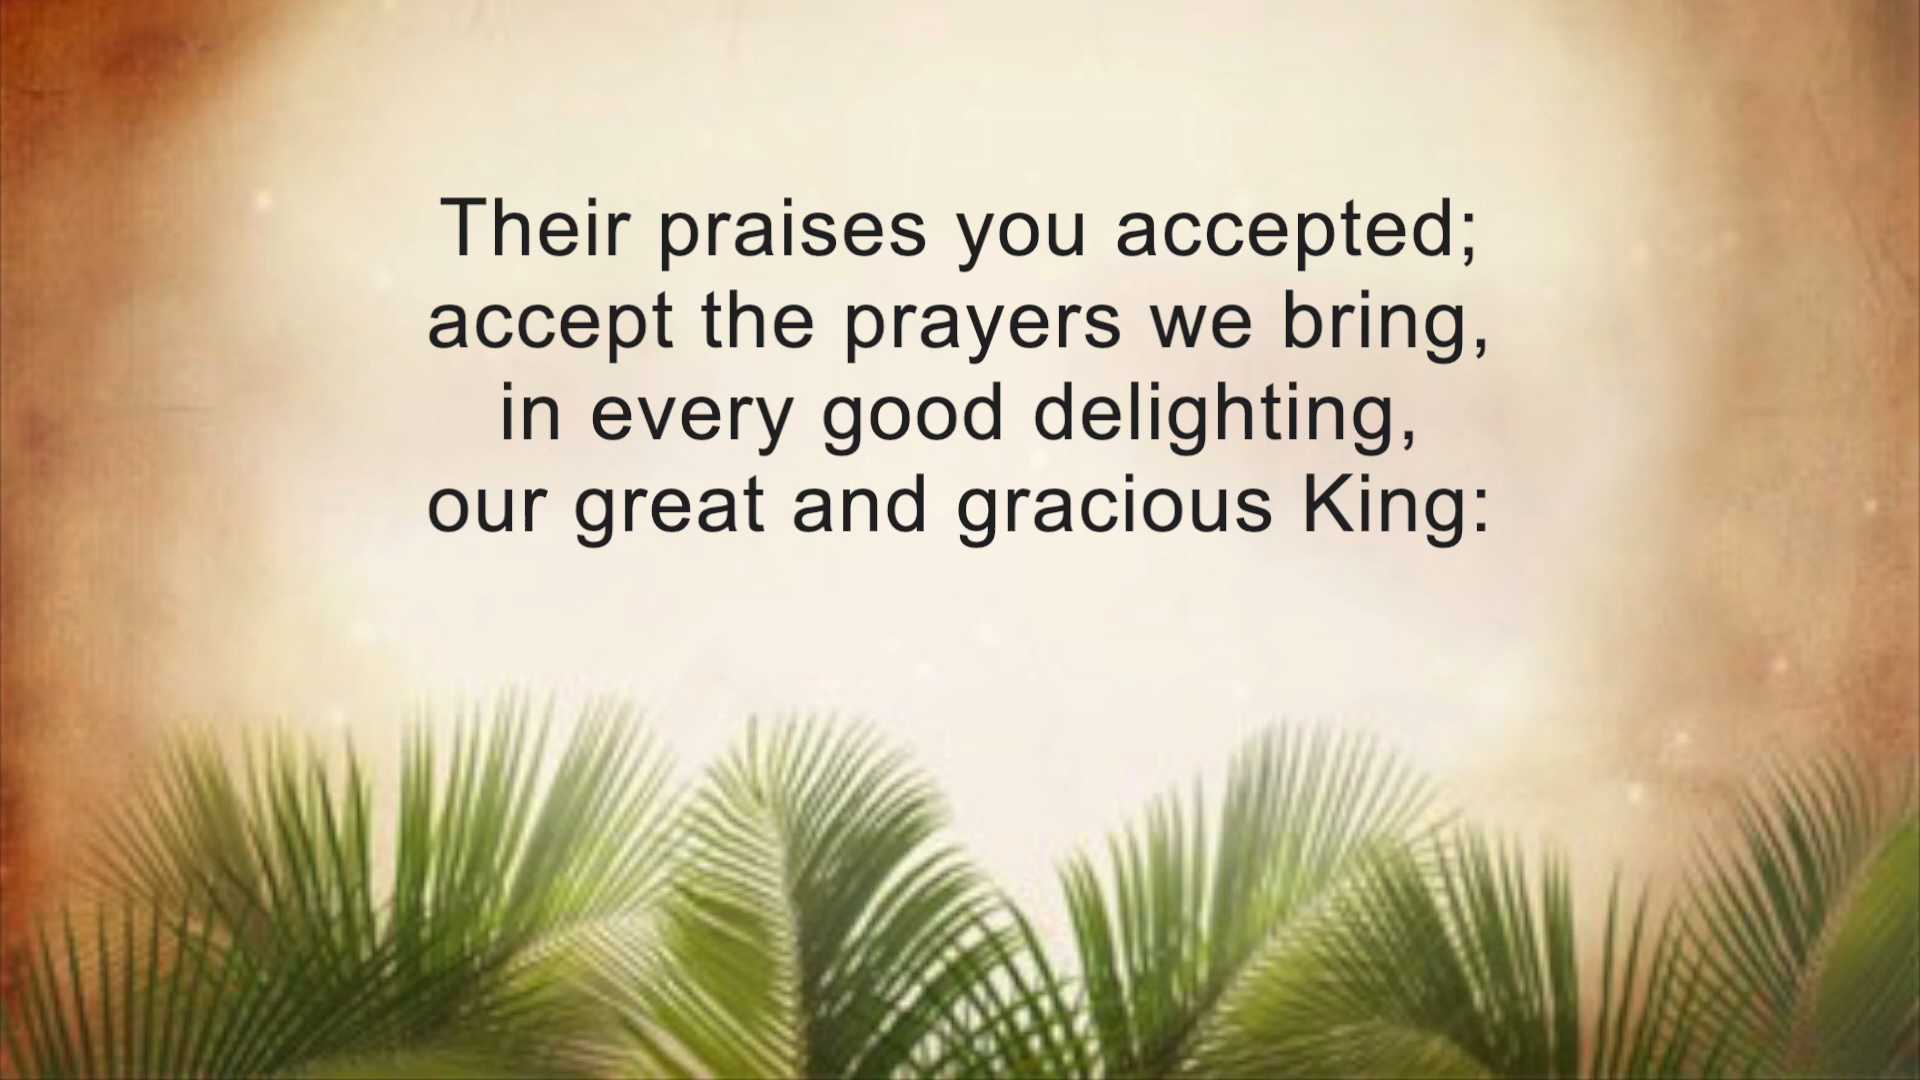 Their praises you accepted;
accept the prayers we bring,
in every good delighting,
our great and gracious King: